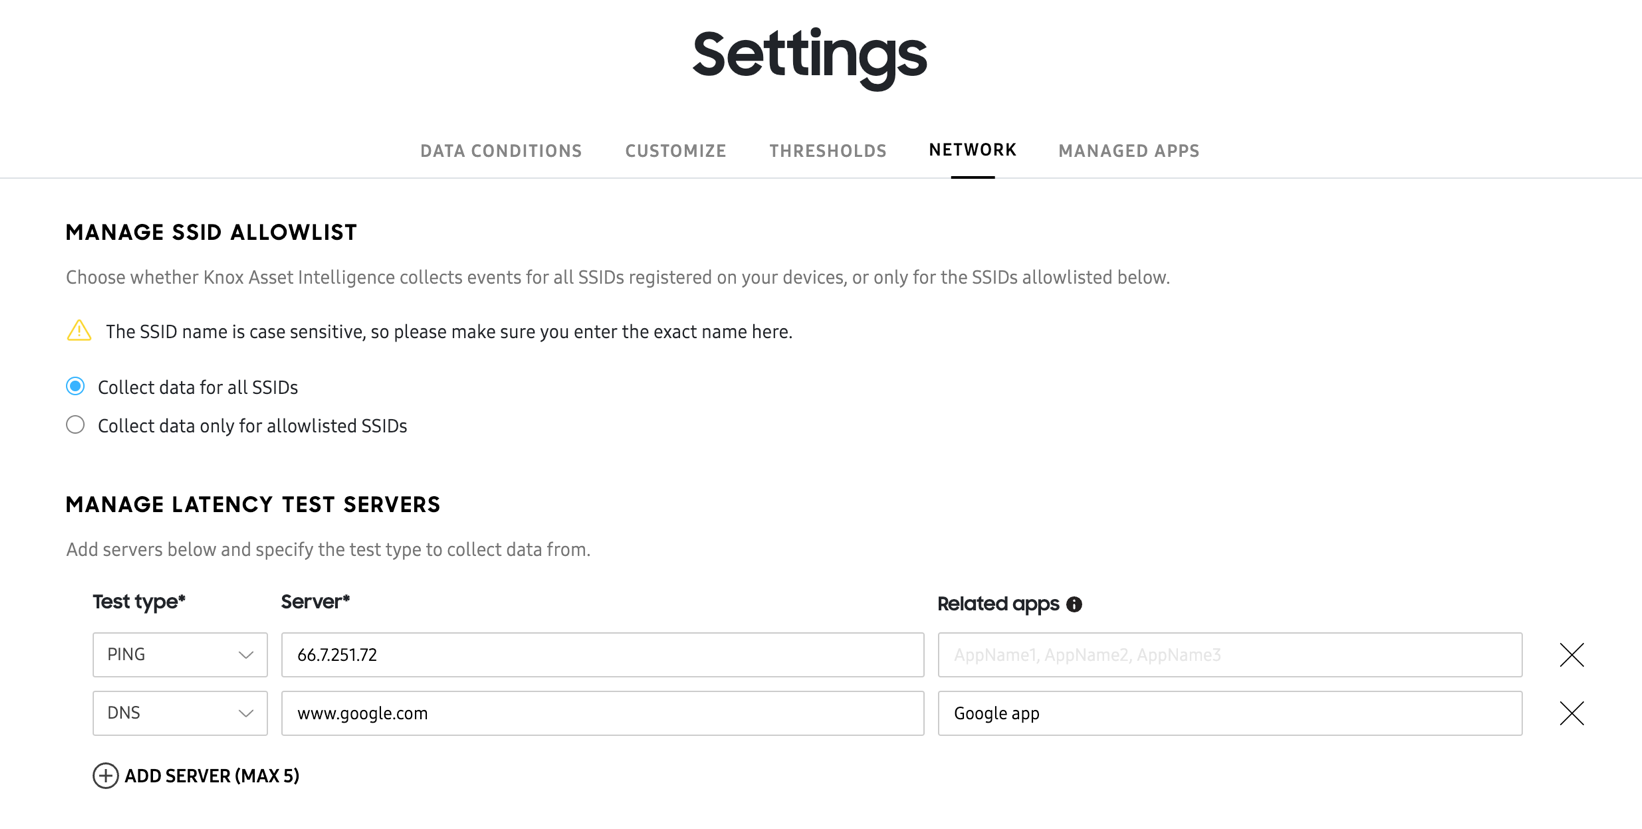 Settings
DATA CONDITIONS CUSTOMIZE THRESHOLDS NETWORK MANAGED APPS
MANAGE SSID ALLOWLIST
Choose whether Knox Asset Intelligence collects events for all SSIDs registered on your devices, or only for the SSIDs allowlisted below.
The SSID name is case sensitive, so please make sure you enter the exact name here.
Collect data for all SSIDs
Collect data only for allowlisted SSIDs
MANAGE LATENCY TEST SERVERS
Add servers below and specify the test type to collect data from.
Test type* Server* Related apps
PING 66.7.251.72 AppName1, AppName2, AppName3
DNS www.google.com Google app
ADD SERVER (MAX 5)